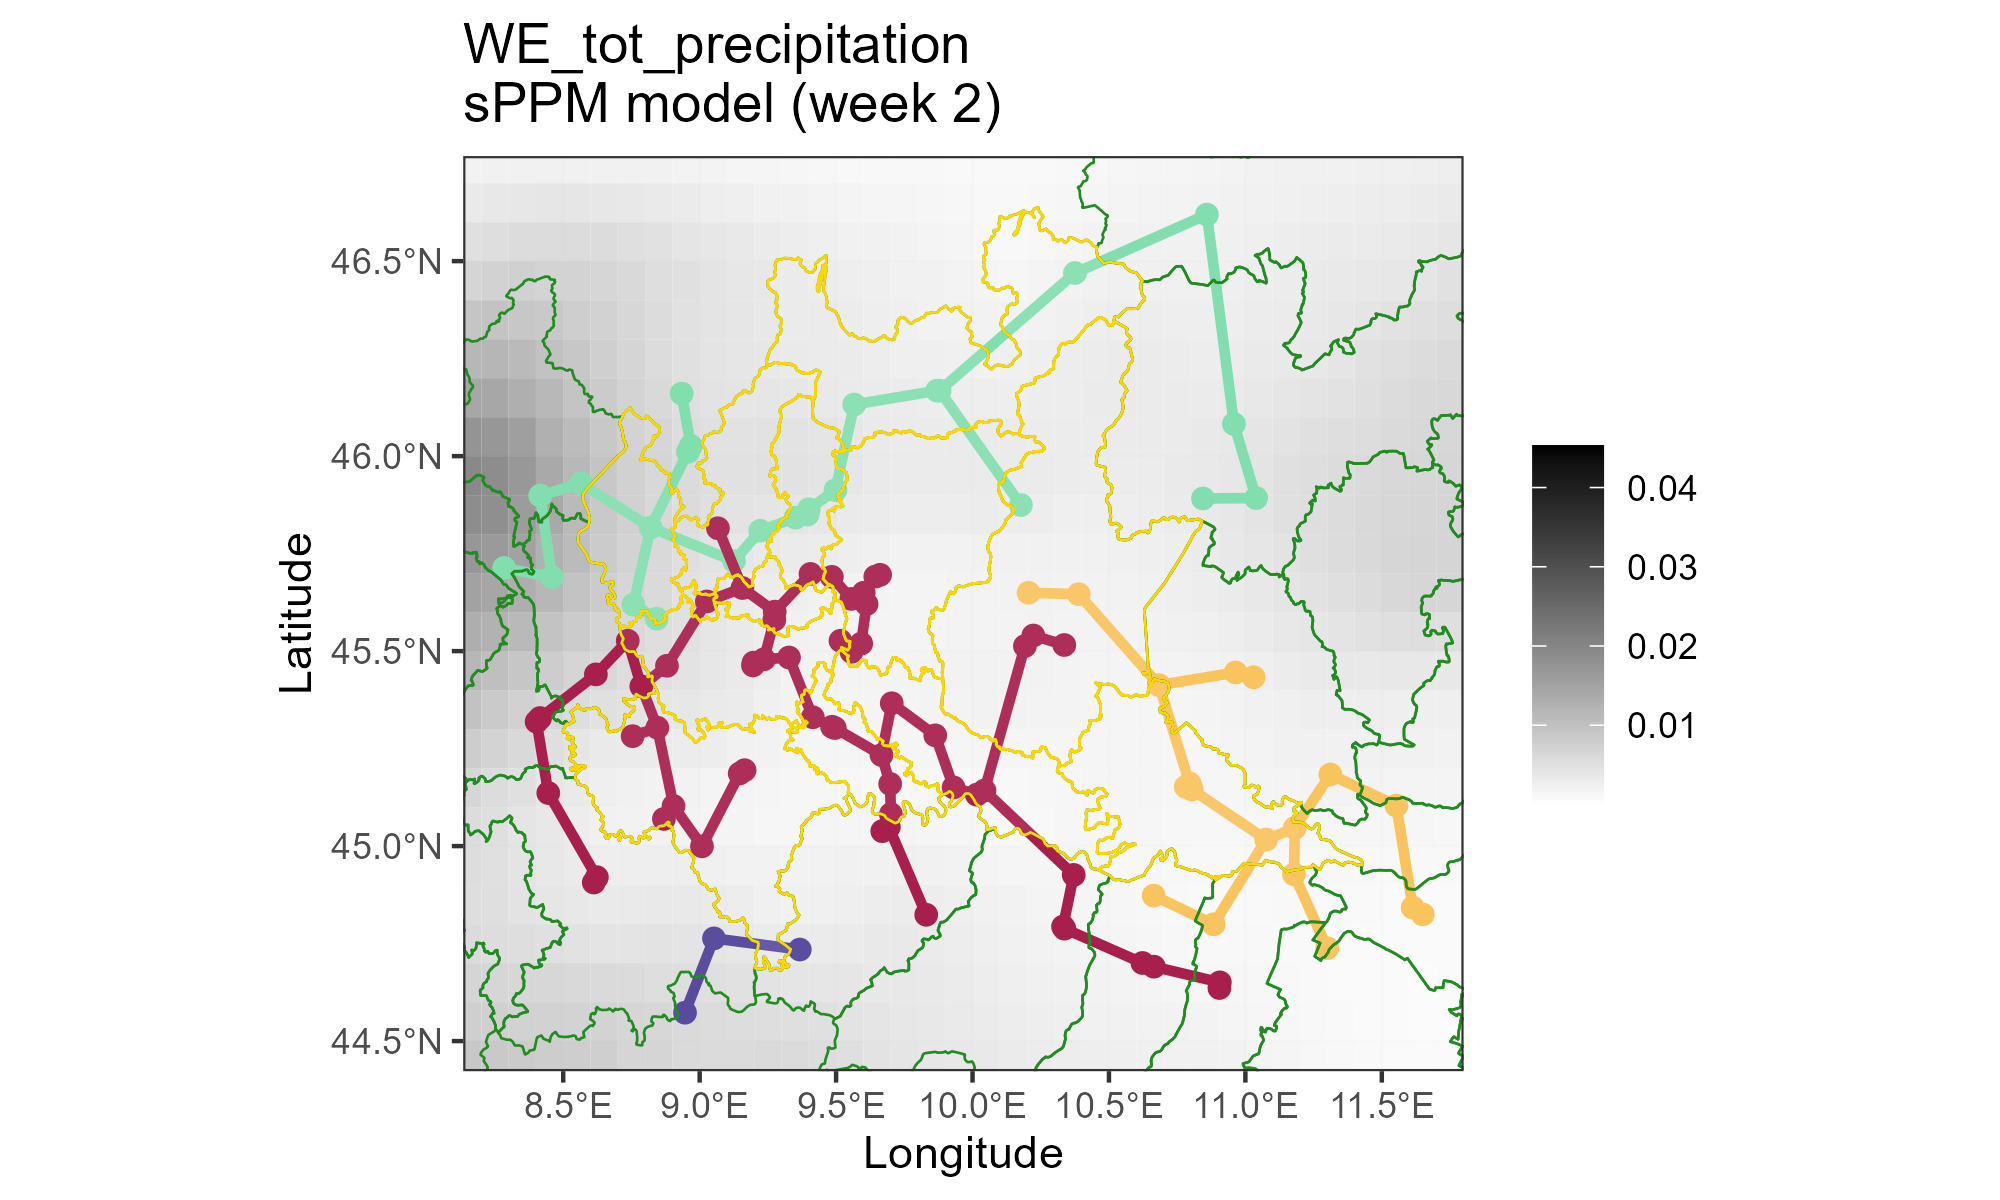 WE_tot_precipitation
sPPM model (week 2)
46.5°N
46.0°N
45.5°N
45.0°N
44.5°N
Latitude
8.5°E 9.0°E 9.5°E 10.0°E 10.5°E 11.0°E 11.5°E
Longitude
0.04
0.03
0.02
0.01